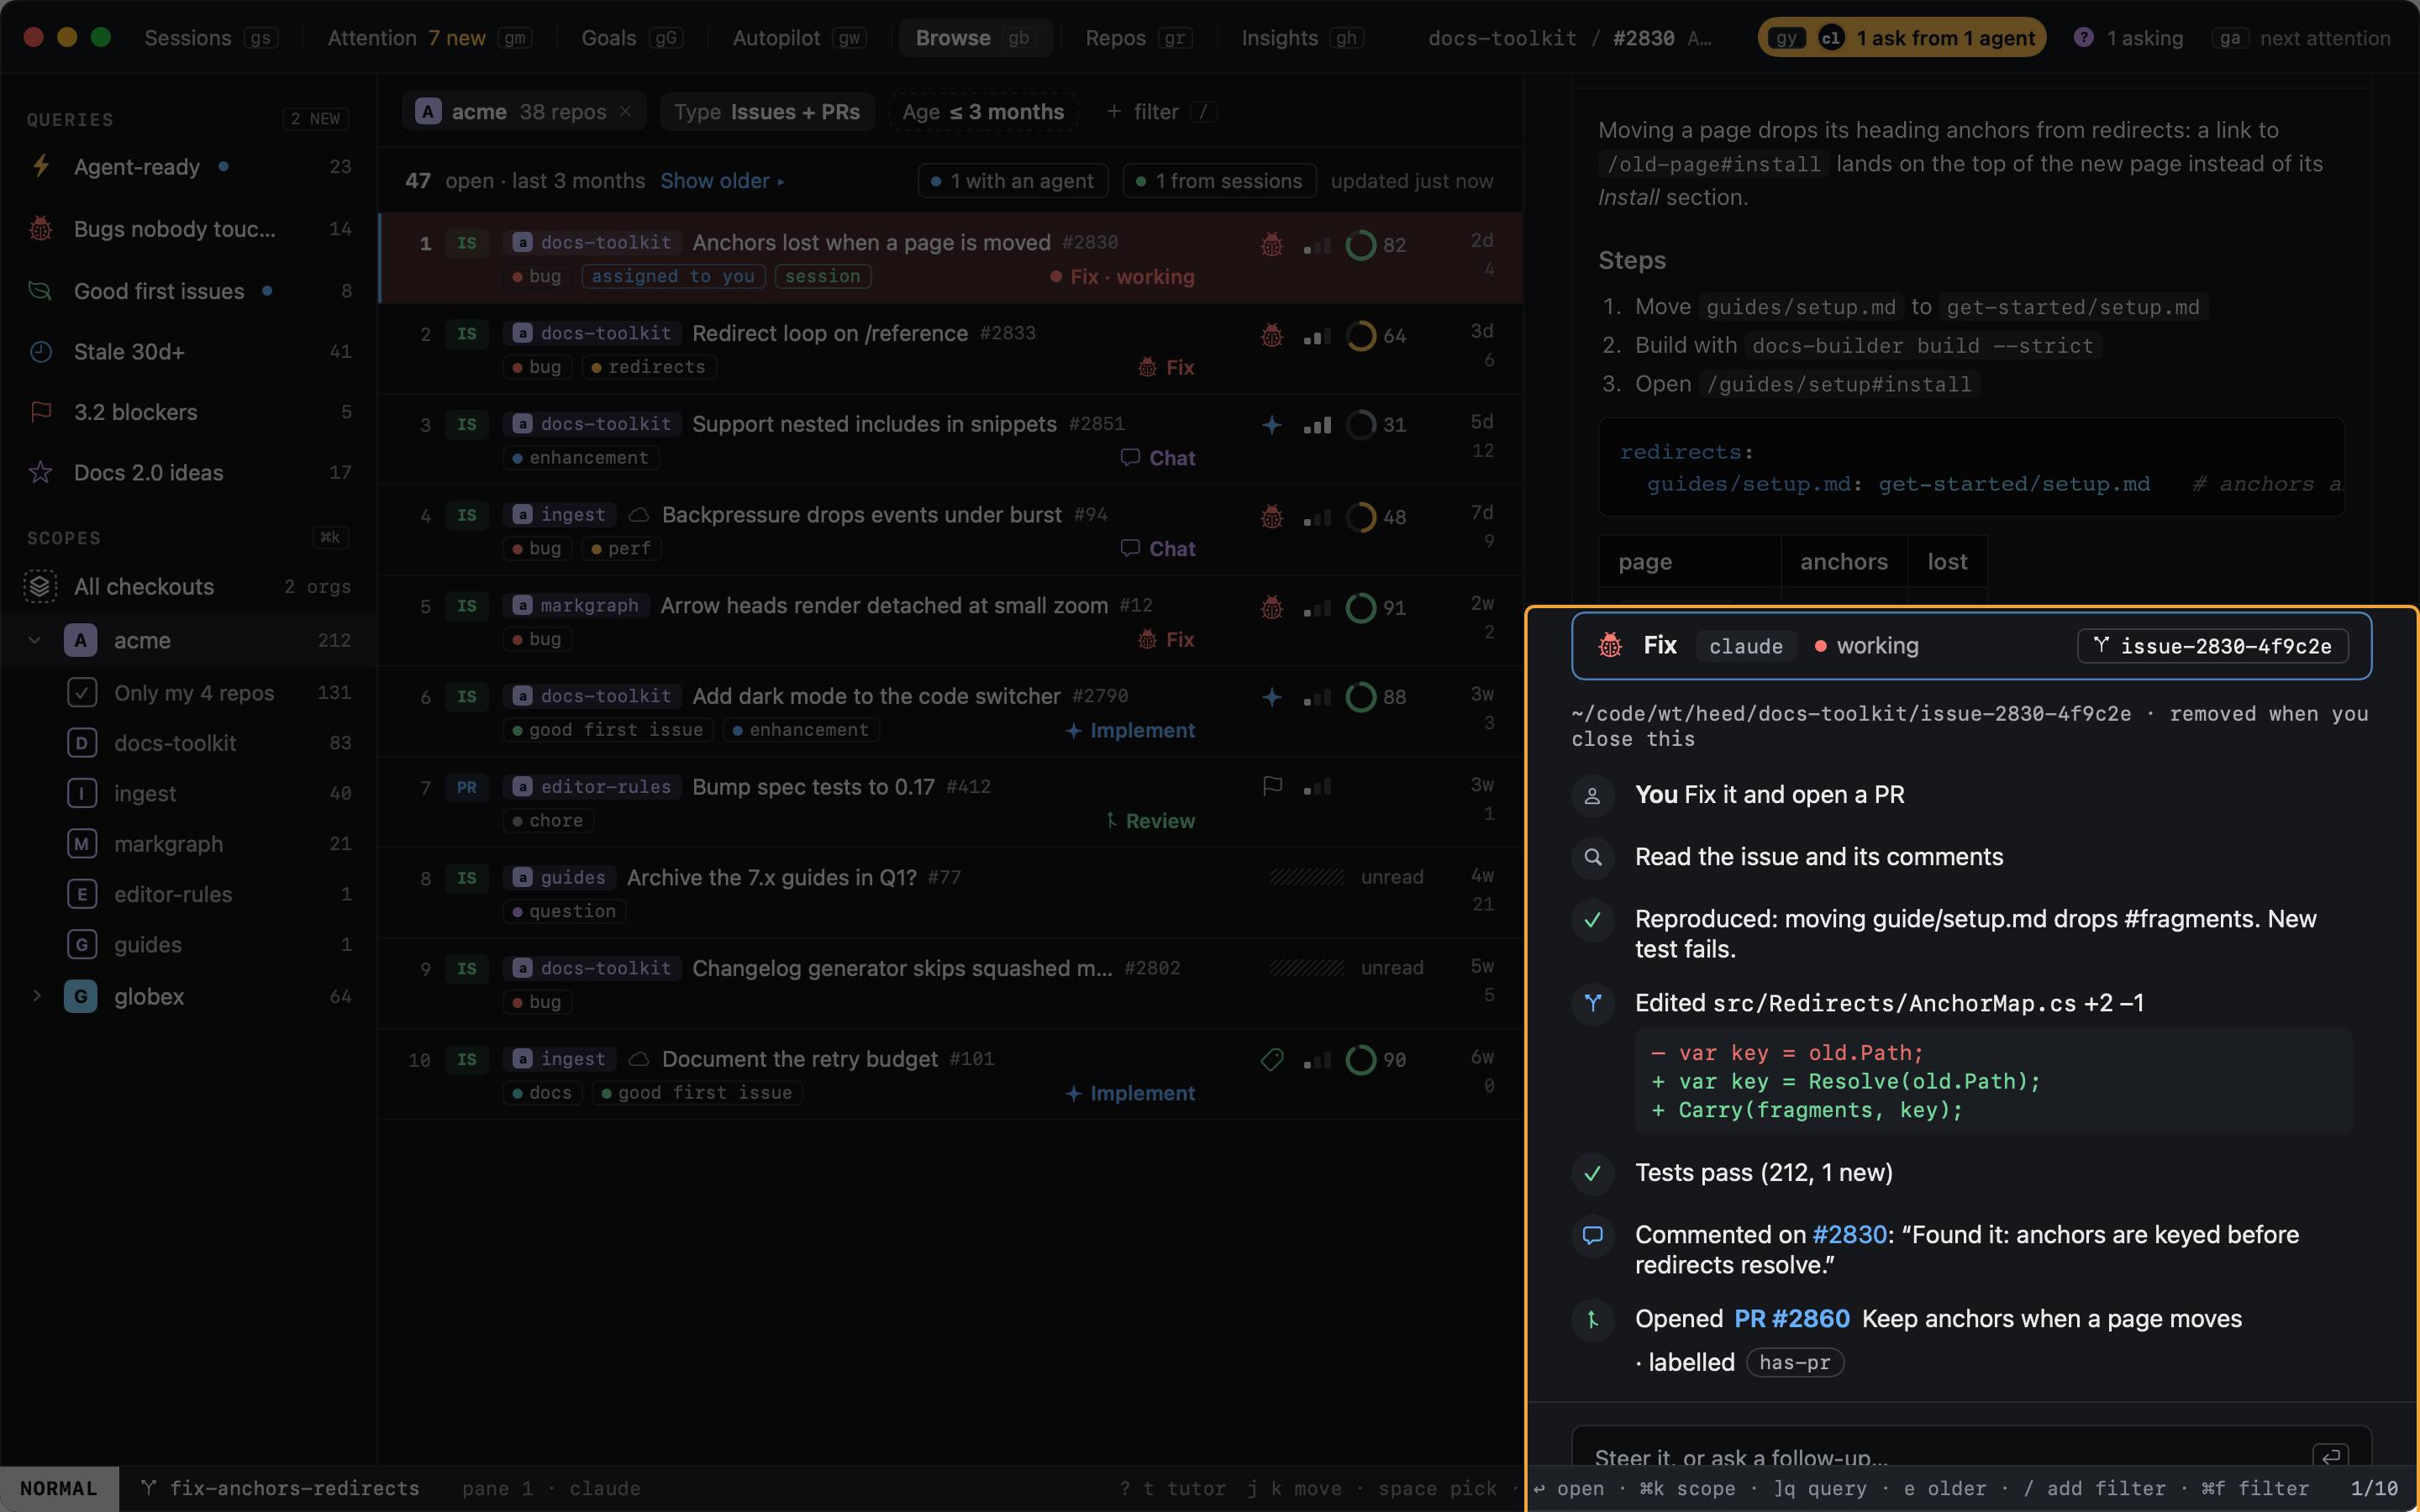 Sessions gs Attention 7 new gm Goals gG Autopilot gw Browse gb Repos gr Insights gh docs-toolkit / #2830 A… gy cl 1 ask from 1 agent ? 1 asking ga next attention
QUERIES 2 NEW
Agent-ready 23
Bugs nobody touc… 14
Good first issues 8
Stale 30d+ 41
3.2 blockers 5
Docs 2.0 ideas 17
SCOPES ⌘k
All checkouts 2 orgs
A acme 212
Only my 4 repos 131
D docs-toolkit 83
I ingest 40
M markgraph 21
E editor-rules 1
G guides 1
G globex 64
A acme 38 repos × Type Issues + PRs Age ≤ 3 months + filter /
47 open · last 3 months Show older ▸ 1 with an agent 1 from sessions updated just now
1 IS a docs-toolkit Anchors lost when a page is moved #2830 82 2d
bug assigned to you session Fix · working 4
2 IS a docs-toolkit Redirect loop on /reference #2833 64 3d
bug redirects Fix 6
3 IS a docs-toolkit Support nested includes in snippets #2851 31 5d
enhancement Chat 12
4 IS a ingest Backpressure drops events under burst #94 48 7d
bug perf Chat 9
5 IS a markgraph Arrow heads render detached at small zoom #12 91 2w
bug Fix 2
6 IS a docs-toolkit Add dark mode to the code switcher #2790 88 3w
good first issue enhancement Implement 3
7 PR a editor-rules Bump spec tests to 0.17 #412 3w
chore Review 1
8 IS a guides Archive the 7.x guides in Q1? #77 unread 4w
question 21
9 IS a docs-toolkit Changelog generator skips squashed m… #2802 unread 5w
bug 5
10 IS a ingest Document the retry budget #101 90 6w
docs good first issue Implement 0
Moving a page drops its heading anchors from redirects: a link to
/old-page#install lands on the top of the new page instead of its
Install section.
Steps
1. Move guides/setup.md to get-started/setup.md
2. Build with docs-builder build --strict
3. Open /guides/setup#install
redirects:
guides/setup.md: get-started/setup.md # anchors a
page anchors lost
Fix claude working issue-2830-4f9c2e
~/code/wt/heed/docs-toolkit/issue-2830-4f9c2e · removed when you
close this
You Fix it and open a PR
Read the issue and its comments
Reproduced: moving guide/setup.md drops #fragments. New
test fails.
Edited src/Redirects/AnchorMap.cs +2 −1
− var key = old.Path;
+ var key = Resolve(old.Path);
+ Carry(fragments, key);
Tests pass (212, 1 new)
Commented on #2830: “Found it: anchors are keyed before
redirects resolve.”
Opened PR #2860 Keep anchors when a page moves
· labelled has-pr
Steer it, or ask a follow-up…
NORMAL fix-anchors-redirects pane 1 · claude ? t tutor j k move · space pick · ↩ open · ⌘k scope · ]q query · e older · / add filter · ⌘f filter 1/10